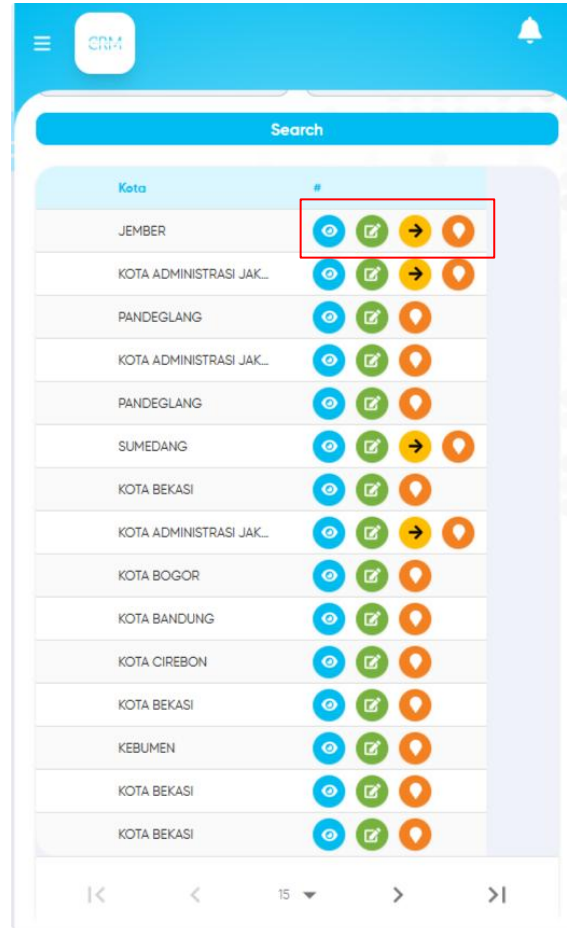 CRM
Search
Kota #
JEMBER
KOTA ADMINISTRASI JAK...
PANDEGLANG
KOTA ADMINISTRASI JAK...
PANDEGLANG
SUMEDANG
KOTA BEKASI
KOTA ADMINISTRASI JAK...
KOTA BOGOR
KOTA BANDUNG
KOTA CIREBON
KOTA BEKASI
KEBUMEN
KOTA BEKASI
KOTA BEKASI
15